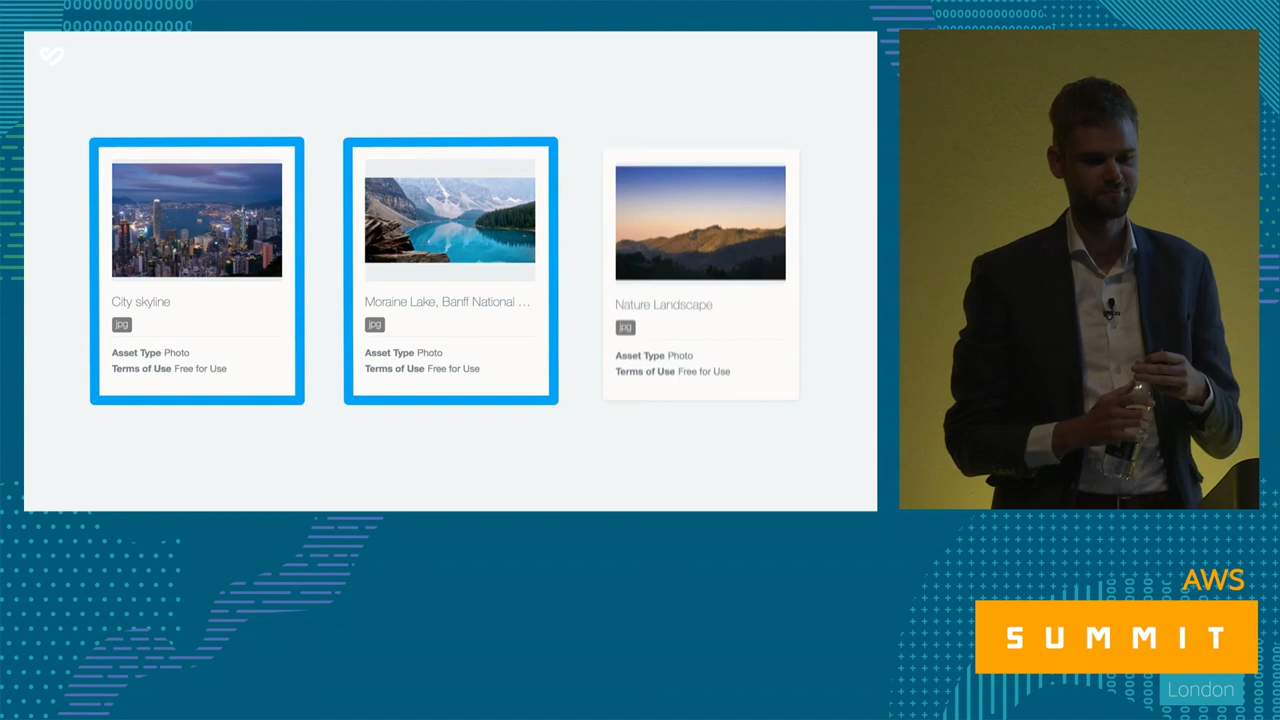 City skyline
jpg
Asset Type Photo
Terms of Use Free for Use
Moraine Lake, Banff National ...
jpg
Asset Type Photo
Terms of Use Free for Use
Nature Landscape
jpg
Asset Type Photo
Terms of Use Free for Use
AWS
SUMMIT
London